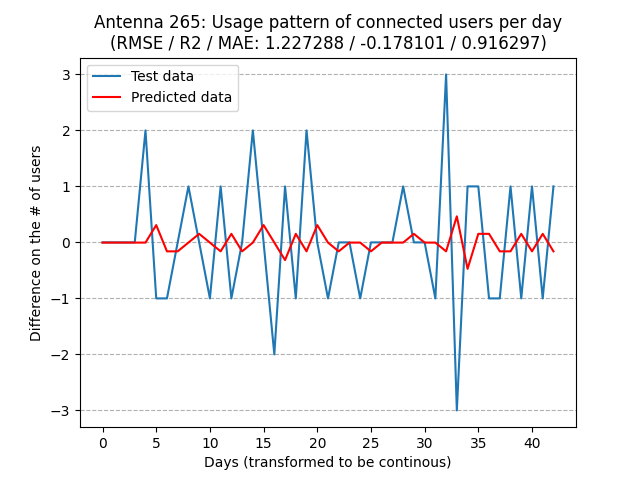 Antenna 265: Usage pattern of connected users per day
(RMSE / R2 / MAE: 1.227288 / -0.178101 / 0.916297)
Test data
Predicted data
Difference on the # of users
3
2
1
0
−1
−2
−3
0 5 10 15 20 25 30 35 40
Days (transformed to be continous)